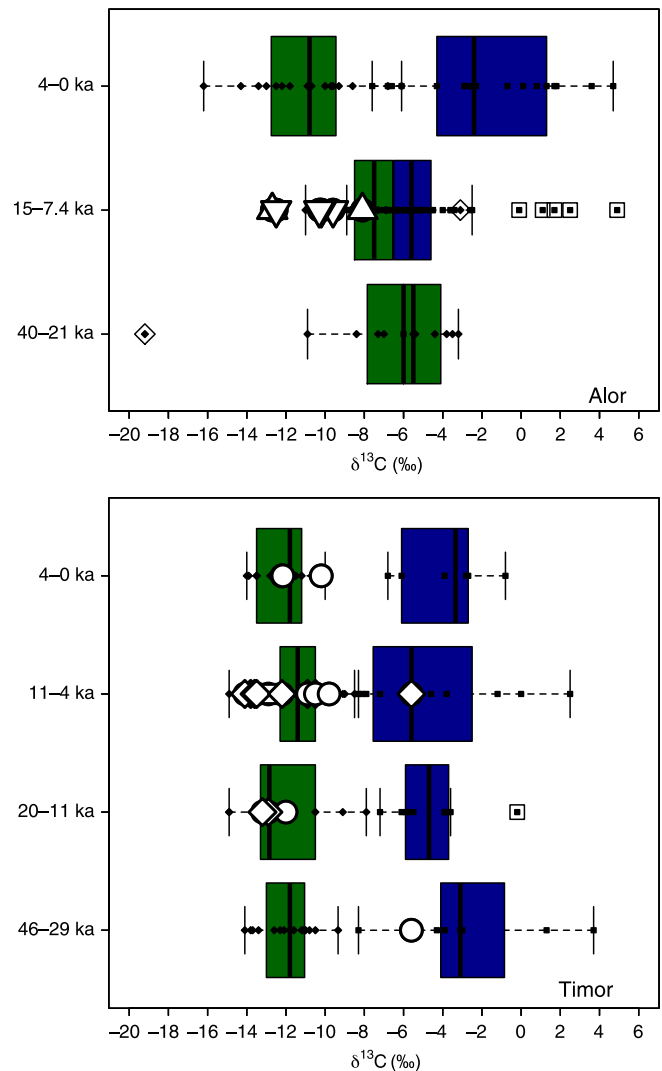 4–0 ka
15–7.4 ka
40–21 ka
Alor
−20 −18 −16 −14 −12 −10 −8 −6 −4 −2 0 2 4 6
δ¹³C (‰)
4–0 ka
11–4 ka
20–11 ka
46–29 ka
Timor
−20 −18 −16 −14 −12 −10 −8 −6 −4 −2 0 2 4 6
δ¹³C (‰)